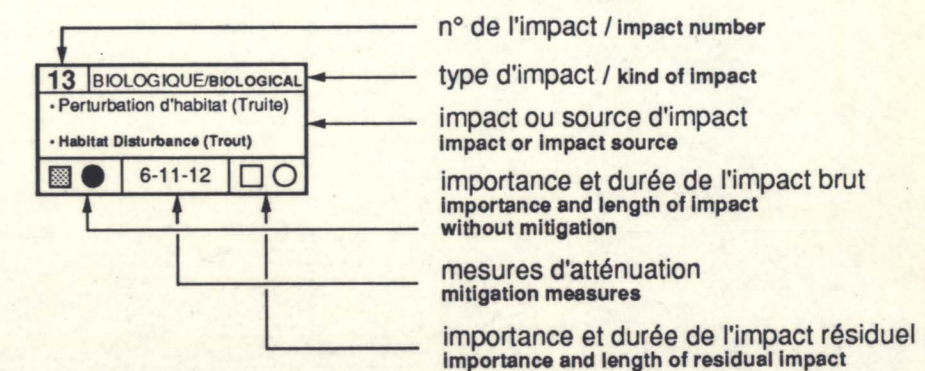 n° de l'impact / impact number
13 BIOLOGIQUE/BIOLOGICAL
type d'impact / kind of impact
• Perturbation d'habitat (Truite)
• Habitat Disturbance (Trout)
impact ou source d'impact
impact or impact source
6-11-12
importance et durée de l'impact brut
importance and length of impact
without mitigation
mesures d'atténuation
mitigation measures
importance et durée de l'impact résiduel
importance and length of residual impact